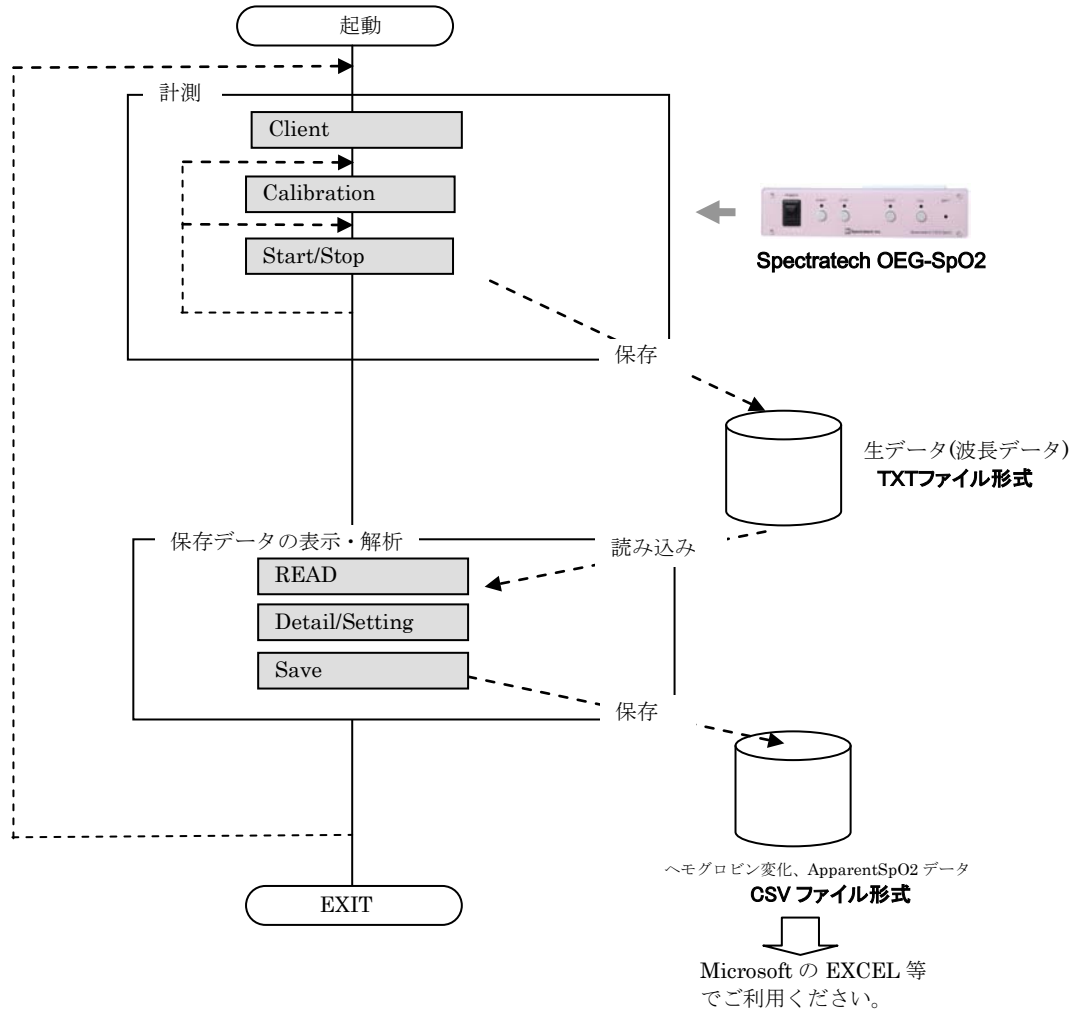 起動
計測
Client
Calibration
Start/Stop
Spectratech OEG-SpO2
保存
生データ(波長データ)
TXTファイル形式
保存データの表示・解析
読み込み
READ
Detail/Setting
Save
保存
ヘモグロビン変化、ApparentSpO2 データ
CSV ファイル形式
EXIT
Microsoft の EXCEL 等
でご利用ください。